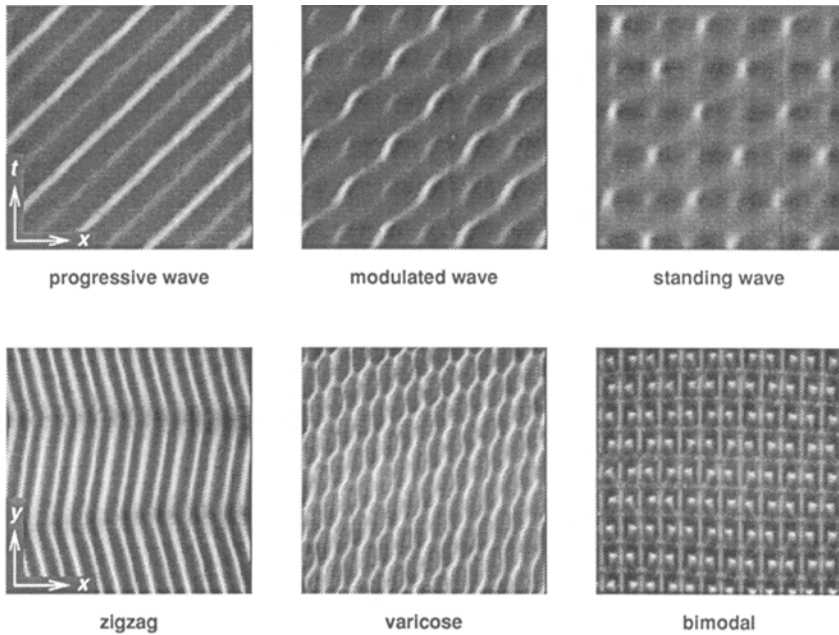 t
x
progressive wave modulated wave standing wave
y
x
zigzag varicose bimodal